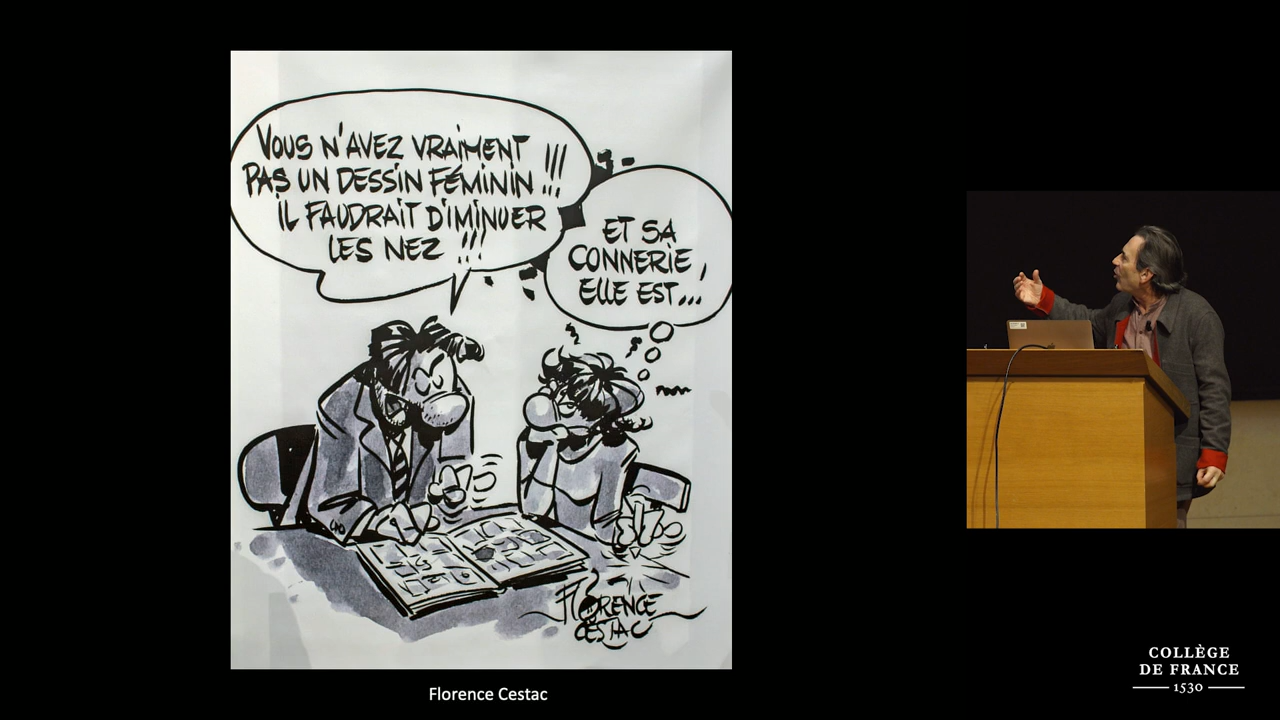 VOUS N'AVEZ VRAIMENT
PAS UN DESSIN FÉMININ !!!
IL FAUDRAIT DIMINUER
LES NEZ !!!
ET SA
CONNERIE,
ELLE EST...
FLORENCE
CESTAC
Florence Cestac
COLLÈGE
DE FRANCE
1530